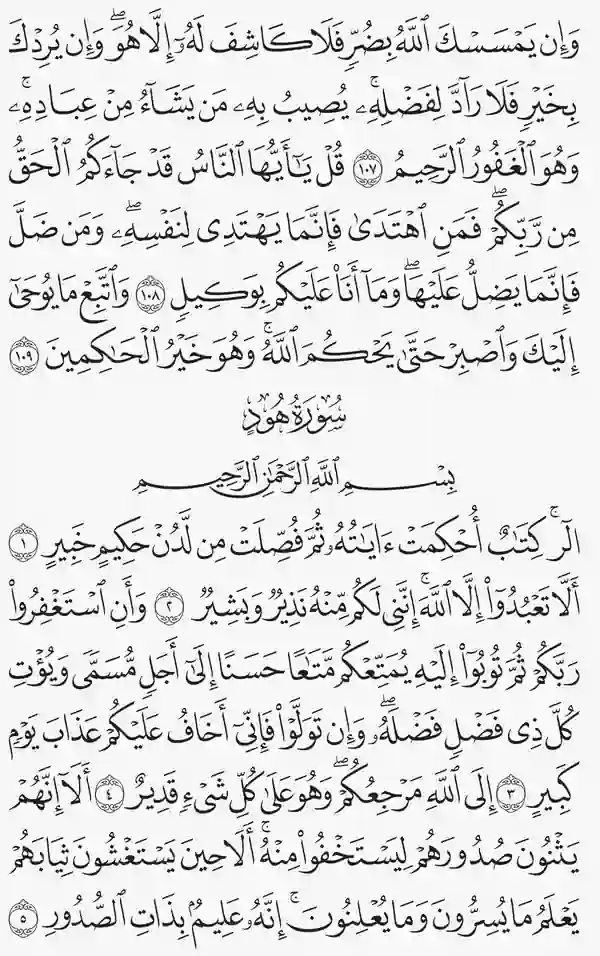 وَإِن يَمۡسَسۡكَ ٱللَّهُ بِضُرّٖ فَلَا كَاشِفَ لَهُۥٓ إِلَّا هُوَۖ وَإِن يُرِدۡكَ
بِخَيۡرٖ فَلَا رَآدَّ لِفَضۡلِهِۦۚ يُصِيبُ بِهِۦ مَن يَشَآءُ مِنۡ عِبَادِهِۦۚ
وَهُوَ ٱلۡغَفُورُ ٱلرَّحِيمُ ١٠٧ قُلۡ يَٰٓأَيُّهَا ٱلنَّاسُ قَدۡ جَآءَكُمُ ٱلۡحَقُّ
مِن رَّبِّكُمۡۖ فَمَنِ ٱهۡتَدَىٰ فَإِنَّمَا يَهۡتَدِي لِنَفۡسِهِۦۖ وَمَن ضَلَّ
فَإِنَّمَا يَضِلُّ عَلَيۡهَاۖ وَمَآ أَنَا۠ عَلَيۡكُم بِوَكِيلٖ ١٠٨ وَٱتَّبِعۡ مَا يُوحَىٰٓ
إِلَيۡكَ وَٱصۡبِرۡ حَتَّىٰ يَحۡكُمَ ٱللَّهُۚ وَهُوَ خَيۡرُ ٱلۡحَٰكِمِينَ ١٠٩
سُورَةُ هُودٍ
بِسۡمِ ٱللَّهِ ٱلرَّحۡمَٰنِ ٱلرَّحِيمِ
الٓرۚ كِتَٰبٌ أُحۡكِمَتۡ ءَايَٰتُهُۥ ثُمَّ فُصِّلَتۡ مِن لَّدُنۡ حَكِيمٍ خَبِيرٍ ١
أَلَّا تَعۡبُدُوٓاْ إِلَّا ٱللَّهَۚ إِنَّنِي لَكُم مِّنۡهُ نَذِيرٞ وَبَشِيرٞ ٢ وَأَنِ ٱسۡتَغۡفِرُواْ
رَبَّكُمۡ ثُمَّ تُوبُوٓاْ إِلَيۡهِ يُمَتِّعۡكُم مَّتَٰعًا حَسَنًا إِلَىٰٓ أَجَلٖ مُّسَمّٗى وَيُؤۡتِ
كُلَّ ذِي فَضۡلٖ فَضۡلَهُۥۖ وَإِن تَوَلَّوۡاْ فَإِنِّيٓ أَخَافُ عَلَيۡكُمۡ عَذَابَ يَوۡمٖ
كَبِيرٍ ٣ إِلَى ٱللَّهِ مَرۡجِعُكُمۡۖ وَهُوَ عَلَىٰ كُلِّ شَيۡءٖ قَدِيرٌ ٤ أَلَآ إِنَّهُمۡ
يَثۡنُونَ صُدُورَهُمۡ لِيَسۡتَخۡفُواْ مِنۡهُۚ أَلَا حِينَ يَسۡتَغۡشُونَ ثِيَابَهُمۡ
يَعۡلَمُ مَا يُسِرُّونَ وَمَا يُعۡلِنُونَۚ إِنَّهُۥ عَلِيمُۢ بِذَاتِ ٱلصُّدُورِ ٥